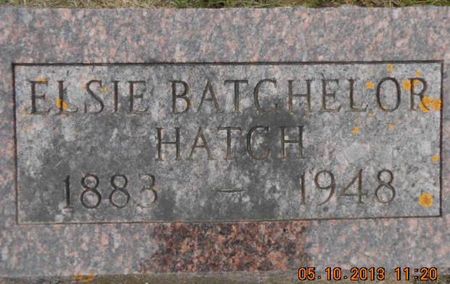 ELSIE BATCHELOR
HATCH
1883 - 1948
05.10.2013 11:20